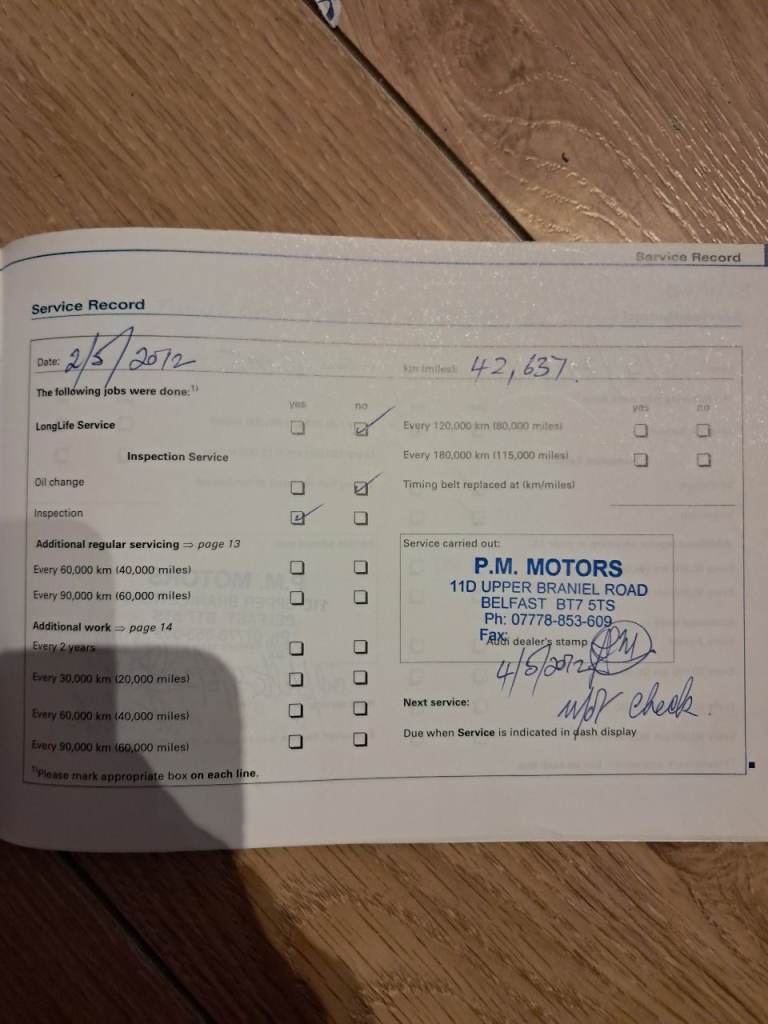 Service Record
Service Record
Date: 2/5/2012 km (miles): 42,637.
The following jobs were done:1)
yes no yes no
LongLife Service Every 120,000 km (80,000 miles)
Inspection Service Every 180,000 km (115,000 miles)
Oil change Timing belt replaced at (km/miles)
Inspection
Additional regular servicing ⇒ page 13 Service carried out:
Every 60,000 km (40,000 miles) P.M. MOTORS
Every 90,000 km (60,000 miles) 11D UPPER BRANIEL ROAD
BELFAST BT7 5TS
Additional work ⇒ page 14 Ph: 07778-853-609
Every 2 years Fax: Audi dealer's stamp
Every 30,000 km (20,000 miles) 4/5/2012 PM
Every 60,000 km (40,000 miles) Next service: MOT check.
Every 90,000 km (60,000 miles) Due when Service is indicated in dash display
1)Please mark appropriate box on each line.